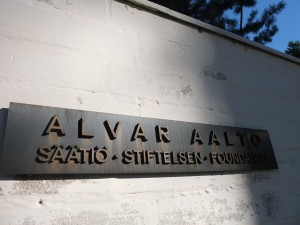 ALVAR AALTO
SÄÄTIÖ · STIFTELSEN · FOUNDATION